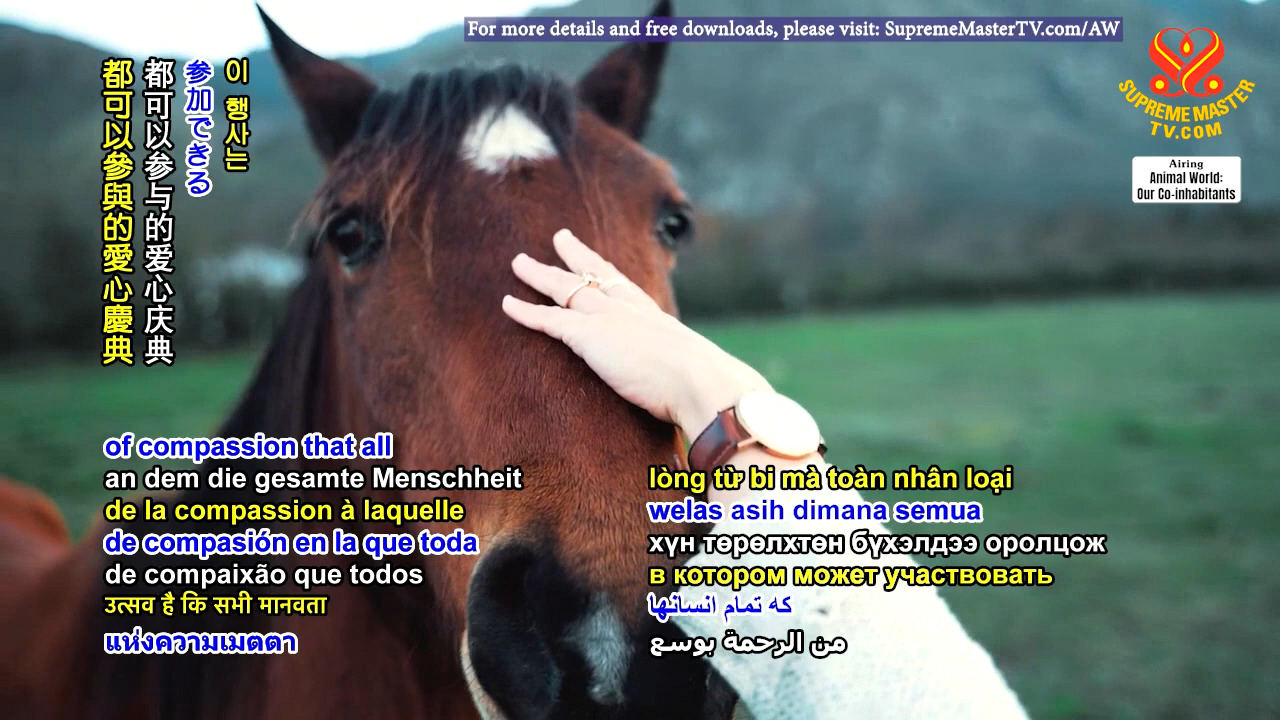 For more details and free downloads, please visit: SupremeMasterTV.com/AW
SUPREME MASTER
TV.COM
Airing
Animal World:
Our Co-inhabitants
이 행사는
参加できる
都可以参与的爱心庆典
都可以參與的愛心慶典
of compassion that all
an dem die gesamte Menschheit
de la compassion à laquelle
de compasión en la que toda
de compaixão que todos
उत्सव है कि सभी मानवता
แห่งความเมตตา
lòng từ bi mà toàn nhân loại
welas asih dimana semua
хүн төрөлхтөн бүхэлдээ оролцож
в котором может участвовать
که تمام انسانها
من الرحمة بوسع